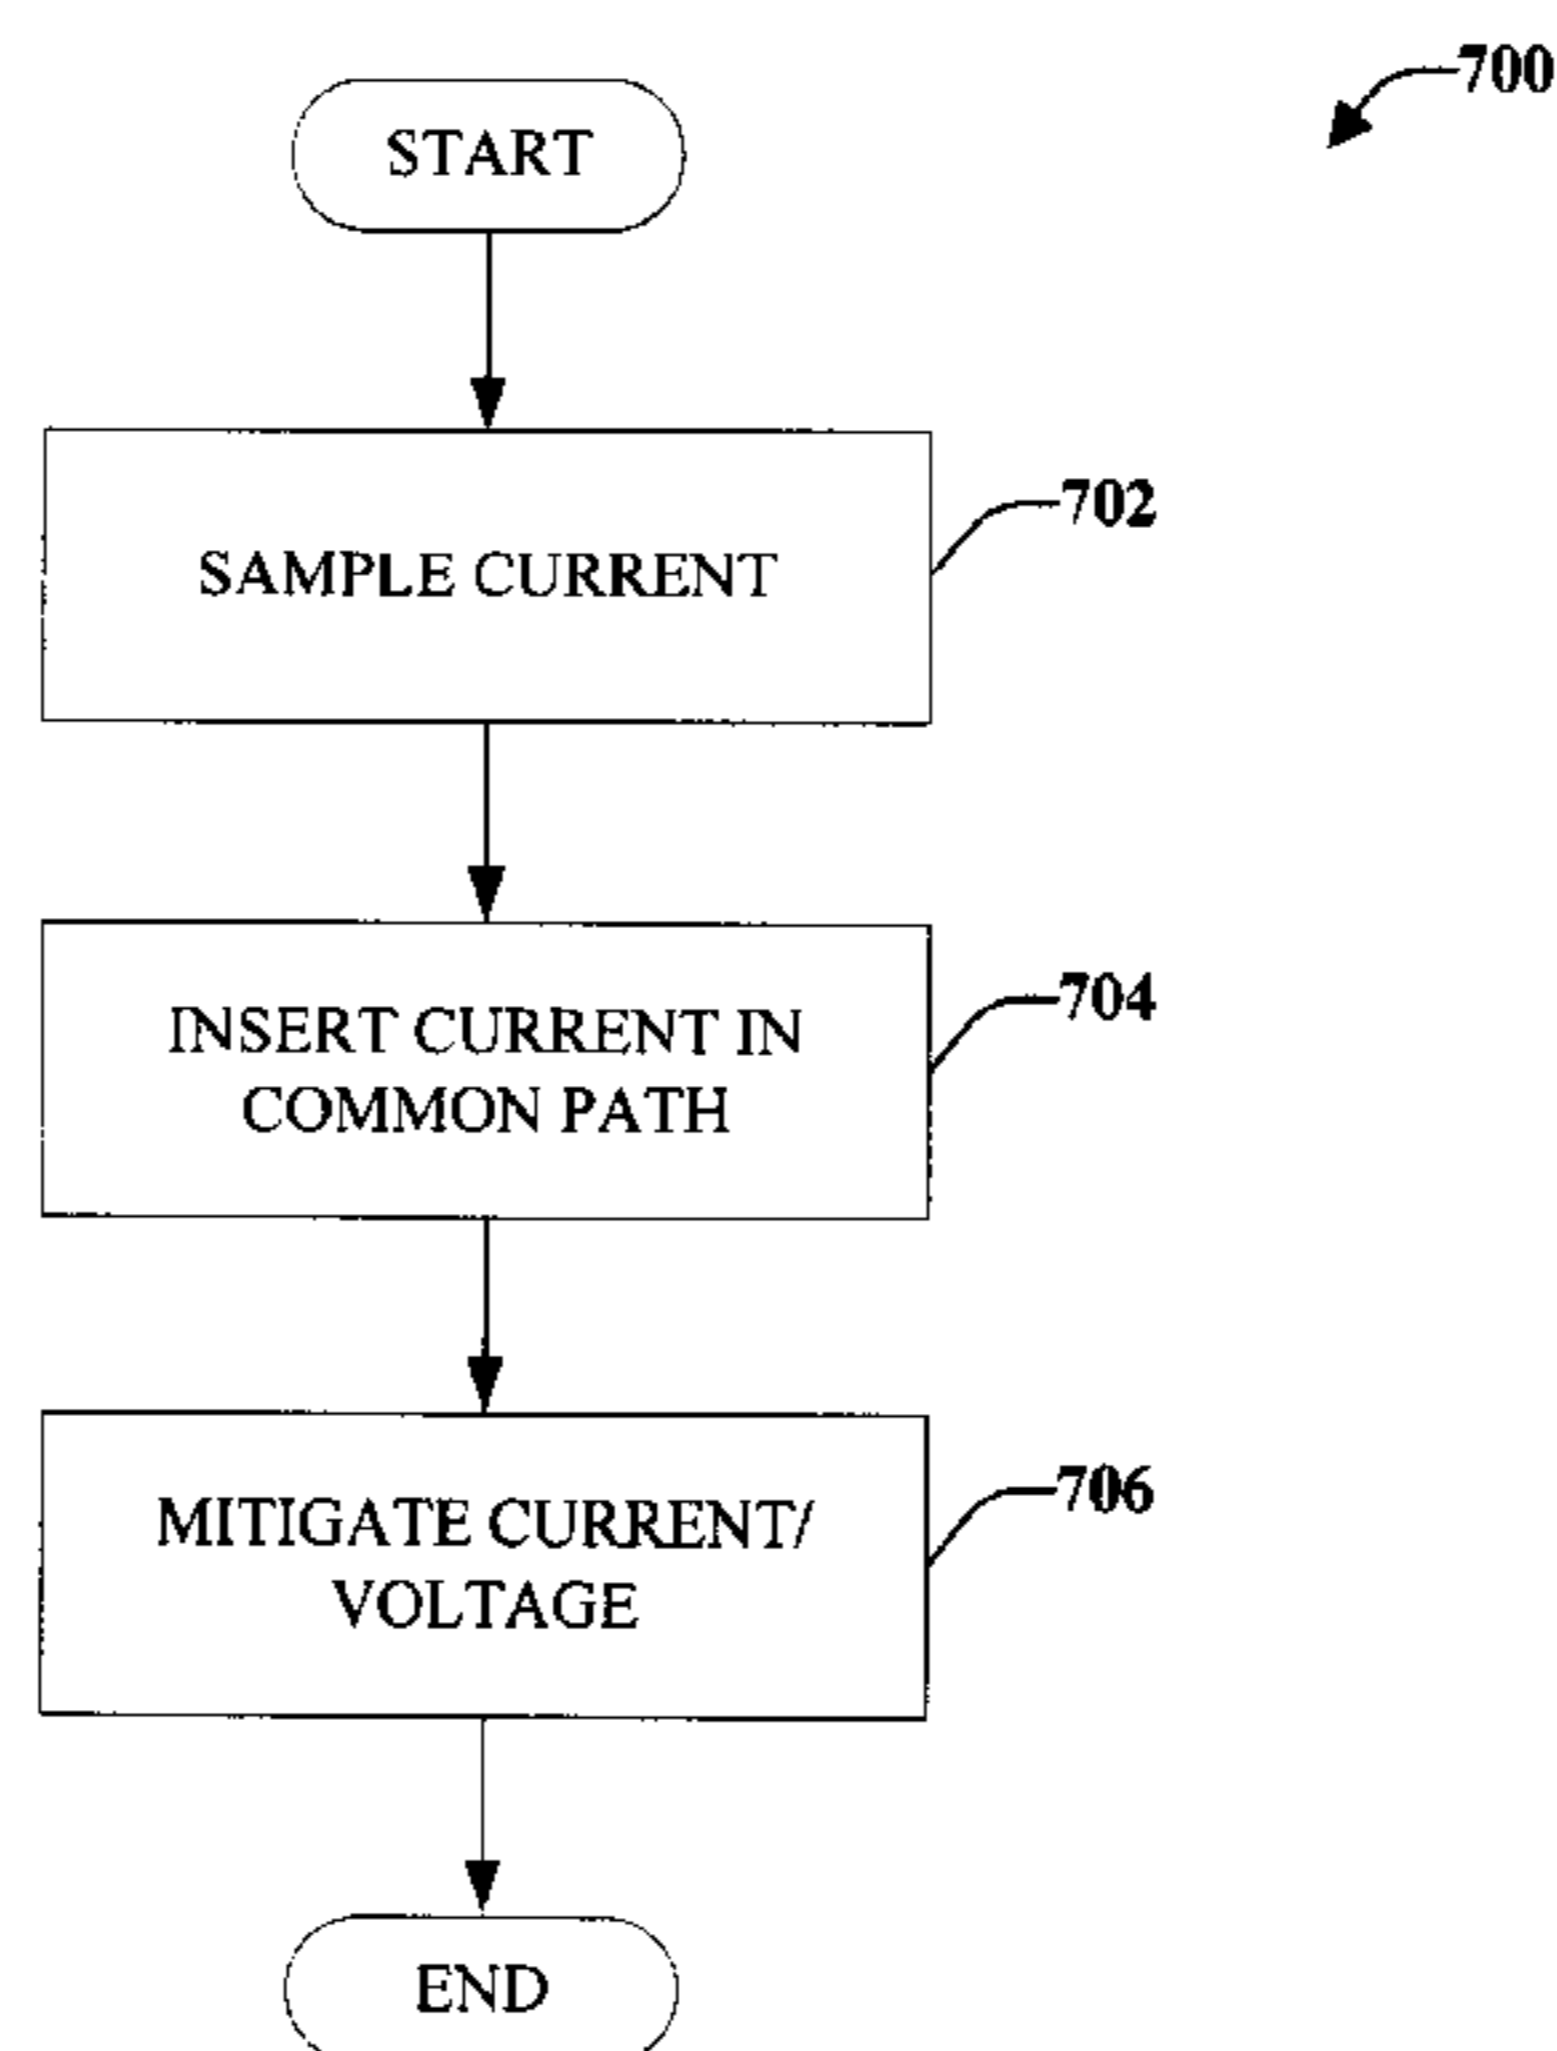 700
START
SAMPLE CURRENT
702
INSERT CURRENT IN
COMMON PATH
704
MITIGATE CURRENT/
VOLTAGE
706
END